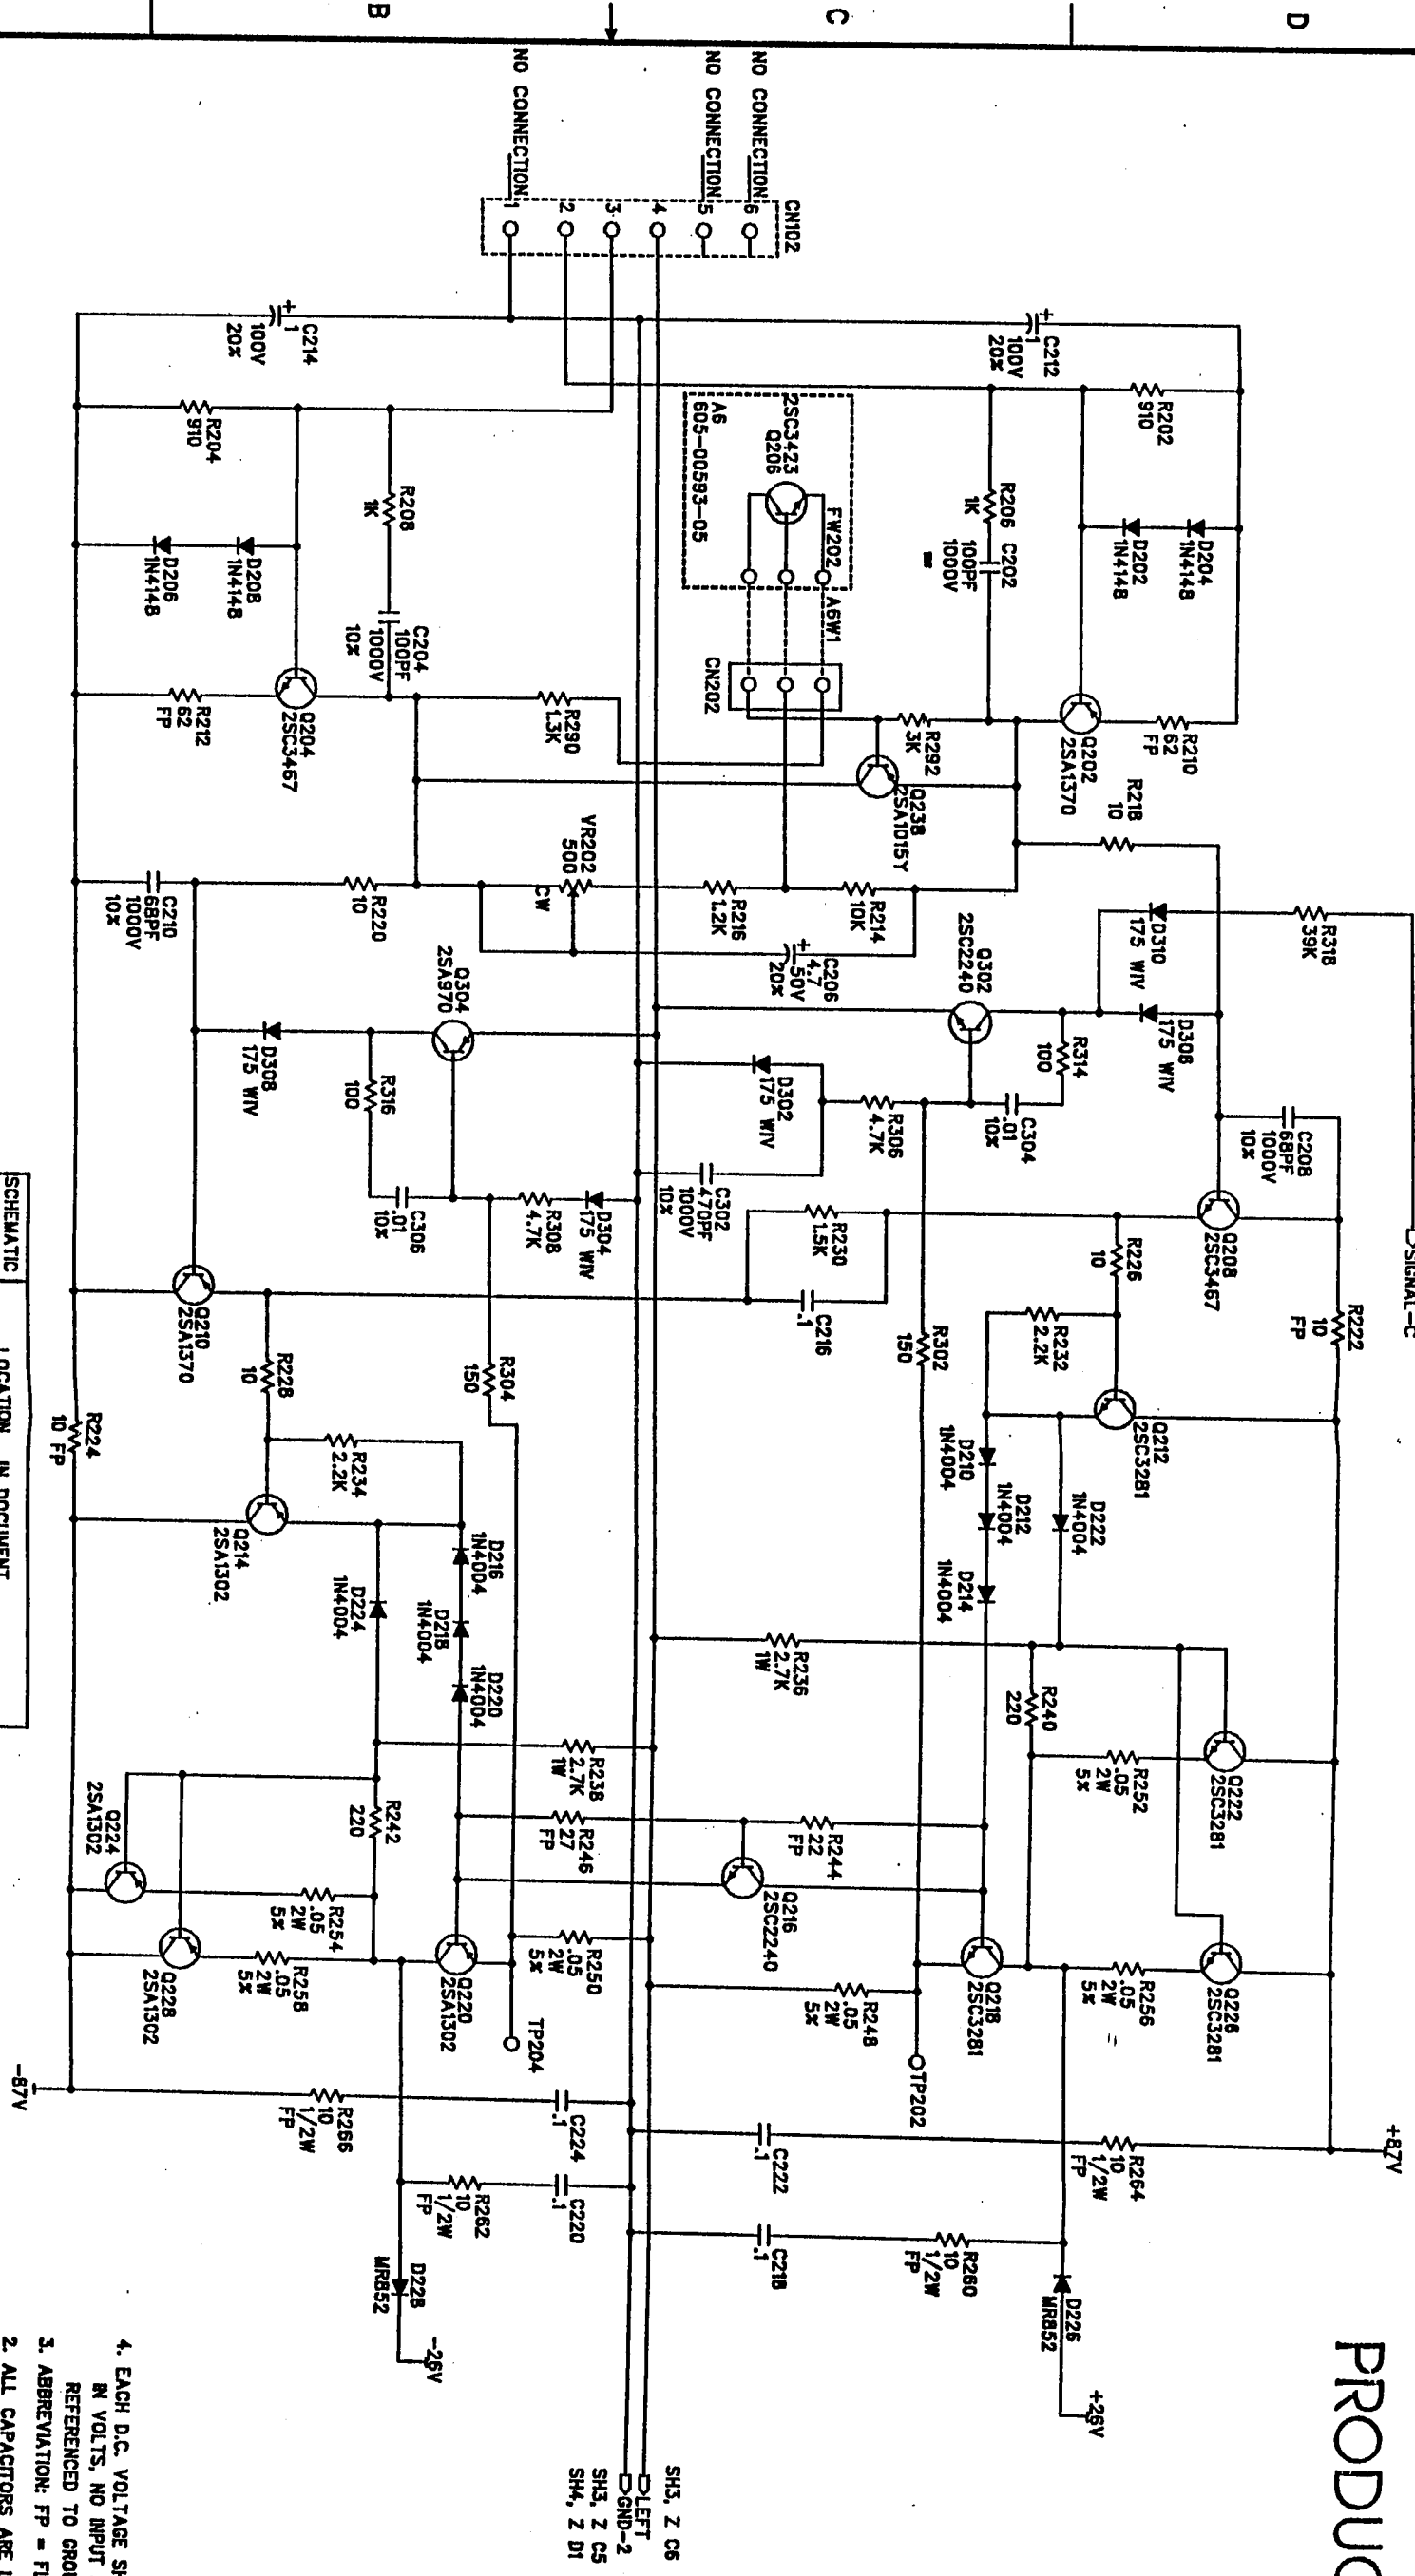 B
C
D
NO CONNECTION
NO CONNECTION
NO CONNECTION
CN102
1
2
3
4
5
6
C214
1
100V
20%
C212
1
100V
20%
R204
910
R202
910
R208
1K
C204
100PF
1000V
10%
D206
1N4148
D208
1N4148
A6
605-00593-05
2SC3423
Q206
FW202
A6W1
CN202
R206
1K
C202
100PF
1000V
D202
1N4148
D204
1N4148
R212
62
FP
Q204
2SC3467
R290
1.3K
R292
3K
Q238
2SA1015Y
Q202
2SA1370
R210
62
FP
R218
10
C210
68PF
1000V
10%
R220
10
VR202
500
CW
R216
1.2K
R214
10K
C206
4.7
50V
20%
Q302
2SC2240
D310
175 WIV
R318
39K
SIGNAL-C
D308
175 WIV
R316
100
Q304
2SA970
D302
175 WIV
R306
4.7K
R314
100
C304
.01
10%
D308
175 WIV
C208
68PF
1000V
10%
C306
.01
10%
R308
4.7K
D304
175 WIV
C302
470PF
1000V
10%
R230
1.5K
C216
.1
R226
10
Q208
2SC3467
R222
10
FP
Q210
2SA1370
R228
10
R304
150
R302
150
R232
2.2K
Q212
2SC3281
R224
10 FP
R234
2.2K
Q214
2SA1302
D216
1N4004
D218
1N4004
D220
1N4004
D224
1N4004
D210
1N4004
D212
1N4004
D214
1N4004
D222
1N4004
R236
2.7K
1W
R240
220
R238
2.7K
1W
R242
220
Q224
2SA1302
R246
27
FP
R244
22
FP
Q216
2SC2240
R252
.05
2W
5%
Q222
2SC3281
R254
.05
2W
5%
R258
.05
2W
5%
Q228
2SA1302
Q220
2SA1302
R250
.05
2W
5%
R248
.05
2W
5%
Q218
2SC3281
R256
.05
2W
5%
Q226
2SC3281
TP204
TP202
-87V
+87V
R266
10
1/2W
FP
C224
.1
C222
.1
R264
10
1/2W
FP
R262
10
1/2W
FP
C220
.1
C218
.1
R260
10
1/2W
FP
D228
MR852
-26V
D226
MR852
+26V
SH3, Z C6
LEFT
GND-2
SH3, Z C5
SH4, Z D1
PRODUC
SCHEMATIC
LOCATION IN DOCUMENT
4. EACH D.C. VOLTAGE SH
IN VOLTS, NO INPUT
REFERENCED TO GROU
3. ABBREVIATION: FP = FL
2. ALL CAPACITORS ARE I